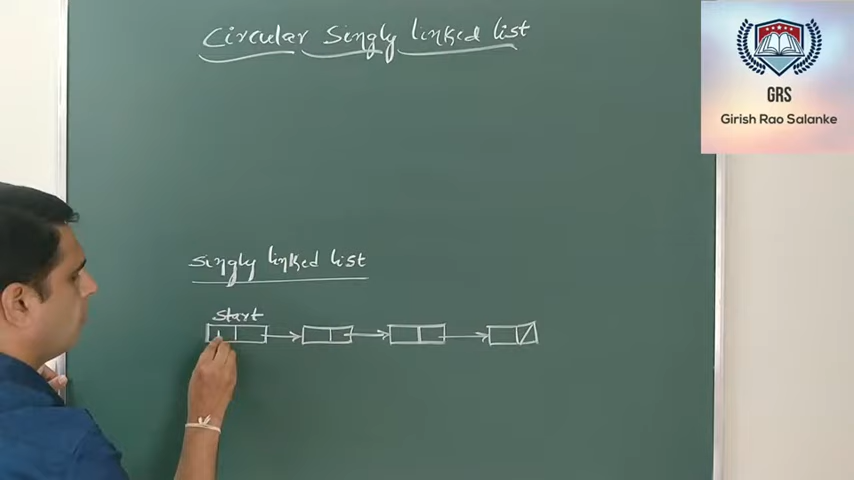 Circular Singly linked list
GRS
Girish Rao Salanke
Singly linked list
start